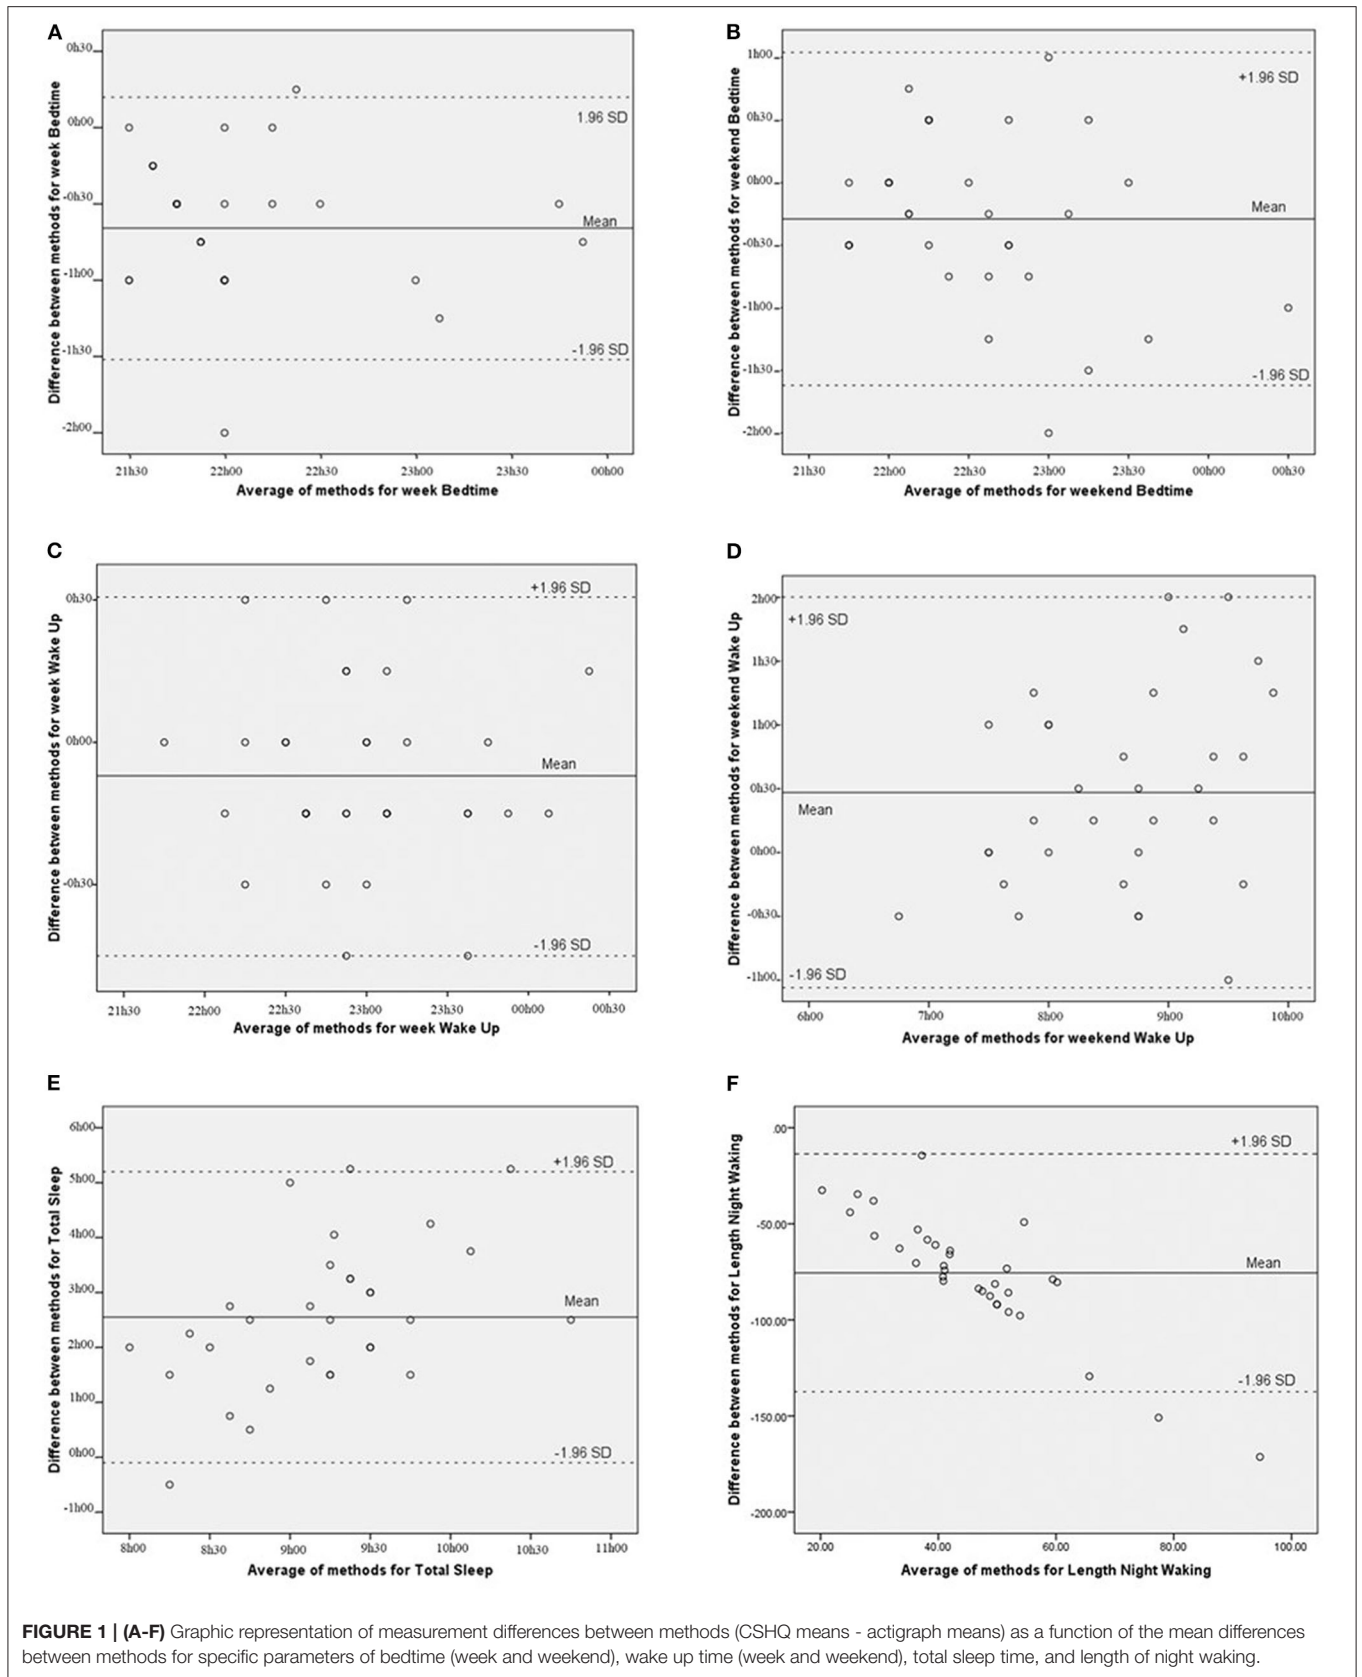 A
Difference between methods for week Bedtime
0h30
0h00
-0h30
-1h00
-1h30
-2h00
1.96 SD
Mean
-1.96 SD
21h30 22h00 22h30 23h00 23h30 00h00
Average of methods for week Bedtime
B
Difference between methods for weekend Bedtime
1h00
0h30
0h00
-0h30
-1h00
-1h30
-2h00
+1.96 SD
Mean
-1.96 SD
21h30 22h00 22h30 23h00 23h30 00h00 00h30
Average of methods for weekend Bedtime
C
Difference between methods for week Wake Up
0h30
0h00
-0h30
+1.96 SD
Mean
-1.96 SD
21h30 22h00 22h30 23h00 23h30 00h00 00h30
Average of methods for week Wake Up
D
Difference between methods for weekend Wake Up
2h00
1h30
1h00
0h30
0h00
-0h30
-1h00
+1.96 SD
Mean
-1.96 SD
6h00 7h00 8h00 9h00 10h00
Average of methods for weekend Wake Up
E
Difference between methods for Total Sleep
6h00
5h00
4h00
3h00
2h00
1h00
0h00
-1h00
+1.96 SD
Mean
-1.96 SD
8h00 8h30 9h00 9h30 10h00 10h30 11h00
Average of methods for Total Sleep
F
Difference between methods for Length Night Waking
.00
-50.00
-100.00
-150.00
-200.00
+1.96 SD
Mean
-1.96 SD
20.00 40.00 60.00 80.00 100.00
Average of methods for Length Night Waking
FIGURE 1 | (A-F) Graphic representation of measurement differences between methods (CSHQ means - actigraph means) as a function of the mean differences
between methods for specific parameters of bedtime (week and weekend), wake up time (week and weekend), total sleep time, and length of night waking.